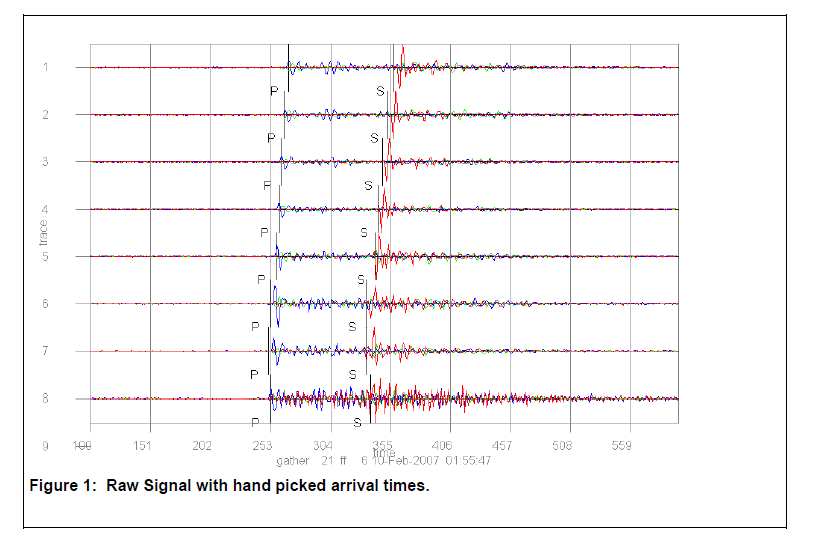 1
P S
2
P S
3
P S
4
P S
trace
5
P S
6
P S
7
P S
8
P S
9 100 151 202 253 304 355 406 457 508 559
time
gather 21 ff 6 10-Feb-2007 01:55:47
Figure 1: Raw Signal with hand picked arrival times.